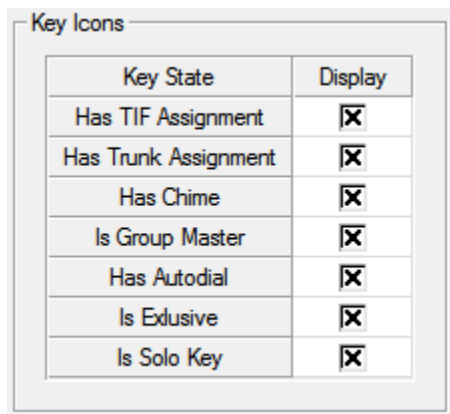 Key Icons
Key State Display
Has TIF Assignment
Has Trunk Assignment
Has Chime
Is Group Master
Has Autodial
Is Exlusive
Is Solo Key